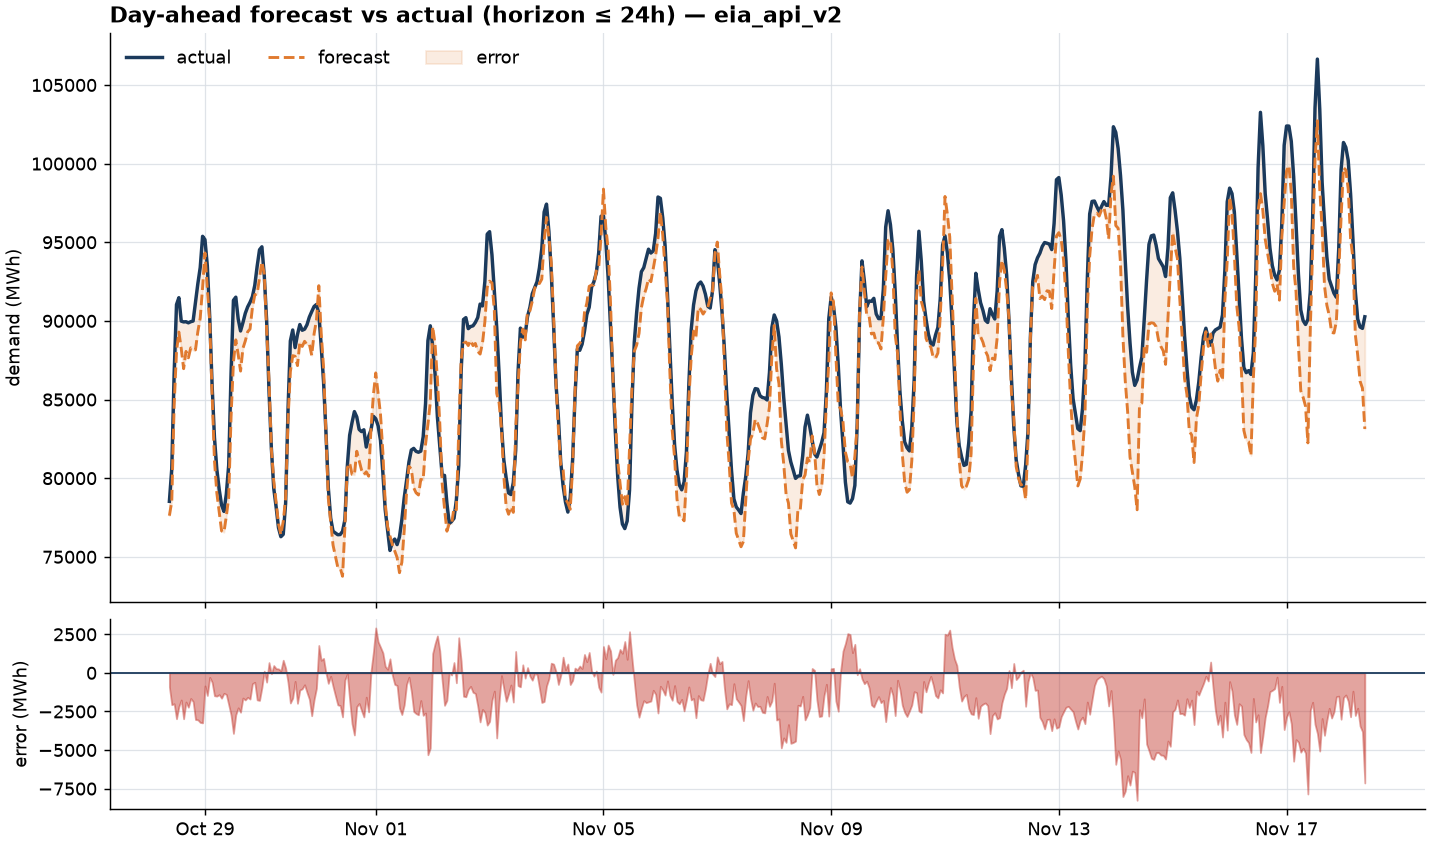 Day-ahead forecast vs actual (horizon ≤ 24h) — eia_api_v2
actual
forecast
error
demand (MWh)
105000
100000
95000
90000
85000
80000
75000
error (MWh)
2500
0
−2500
−5000
−7500
Oct 29
Nov 01
Nov 05
Nov 09
Nov 13
Nov 17